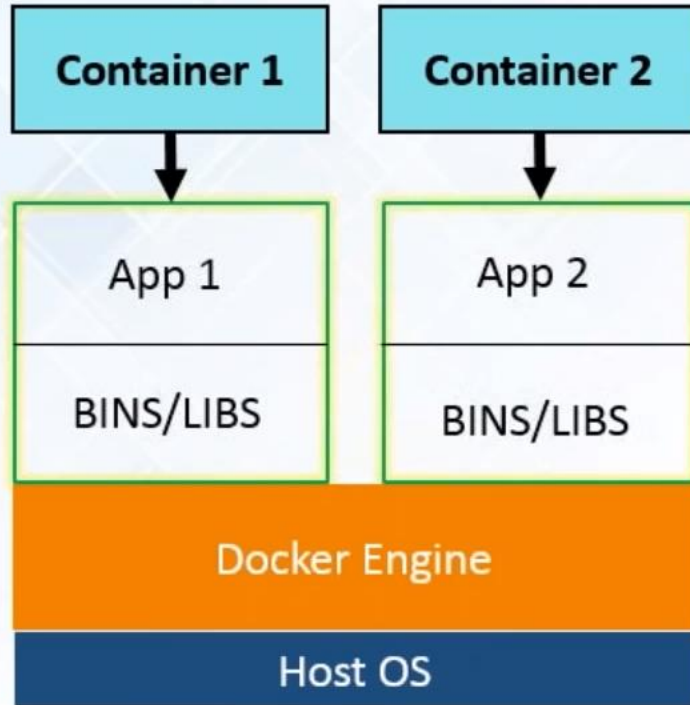 Container 1
Container 2
App 1
App 2
BINS/LIBS
BINS/LIBS
Docker Engine
Host OS